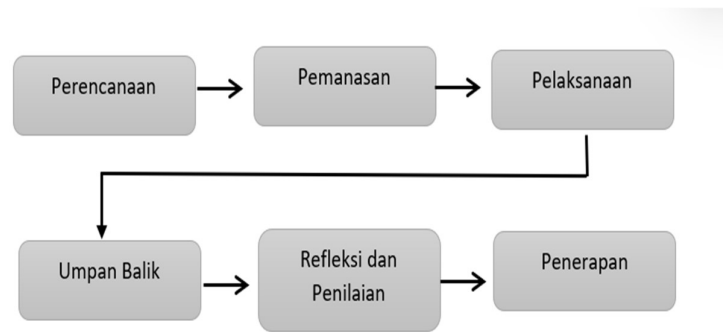 Perencanaan
Pemanasan
Pelaksanaan
Umpan Balik
Refleksi dan
Penilaian
Penerapan